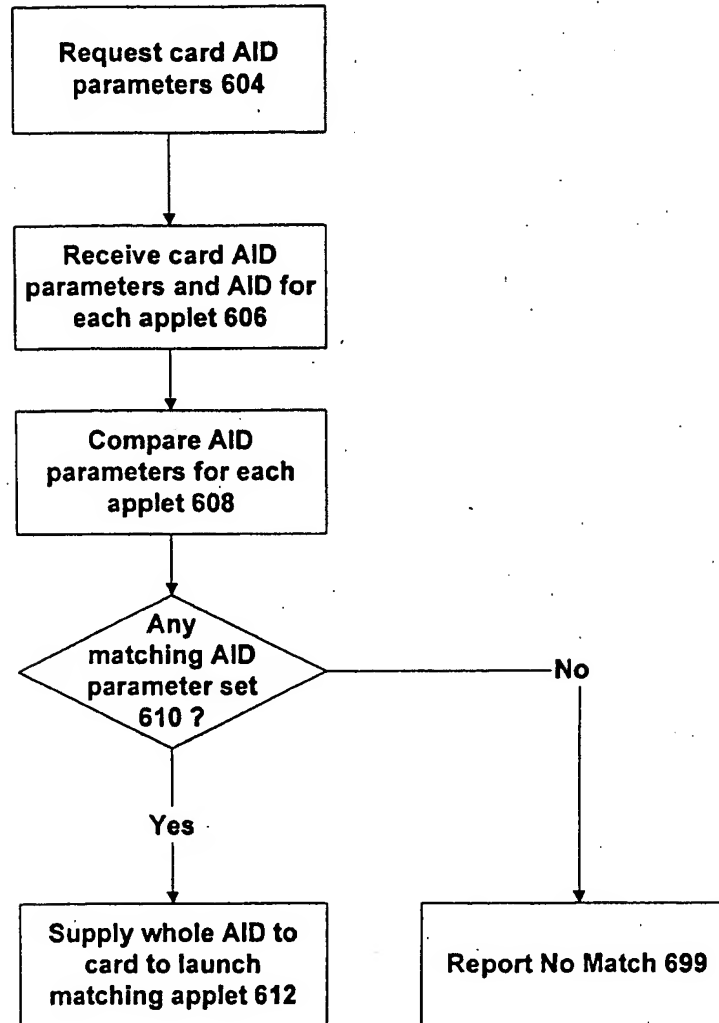 Request card AID
parameters 604
Receive card AID
parameters and AID for
each applet 606
Compare AID
parameters for each
applet 608
Any
matching AID
parameter set
610 ?
No
Yes
Supply whole AID to
card to launch
matching applet 612
Report No Match 699